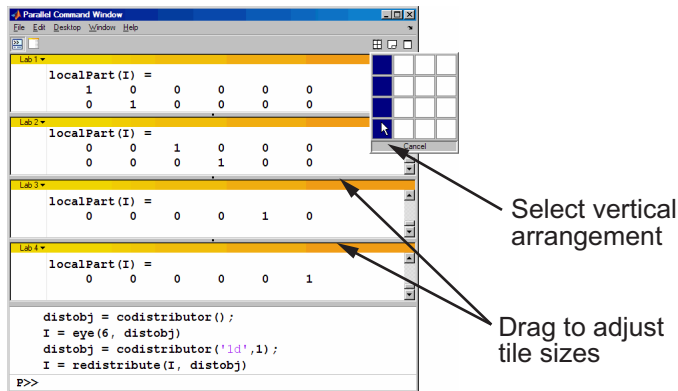 Parallel Command Window
File Edit Desktop Window Help
Lab 1
localPart(I) =
1 0 0 0 0 0
0 1 0 0 0 0
Lab 2
localPart(I) =
0 0 1 0 0 0
0 0 0 1 0 0
Lab 3
localPart(I) =
0 0 0 0 1 0
Lab 4
localPart(I) =
0 0 0 0 0 1
distobj = codistributor();
I = eye(6, distobj)
distobj = codistributor('1d',1);
I = redistribute(I, distobj)
P>>
Cancel
Select vertical
arrangement
Drag to adjust
tile sizes